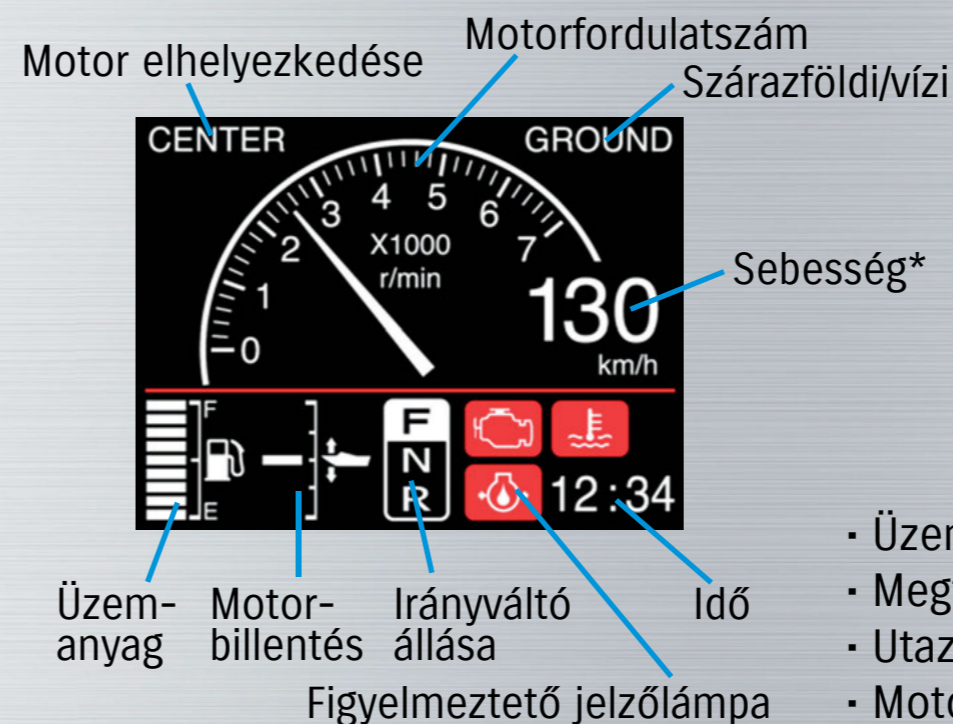 Motorfordulatszám
Motor elhelyezkedése
Szárazföldi/vízi
CENTER
GROUND
0
1
2
3
4
5
6
7
X1000
r/min
130
km/h
Sebesség*
F
E
F
N
R
12:34
Üzem-
anyag
Motor-
billentés
Irányváltó
állása
Idő
Figyelmeztető jelzőlámpa